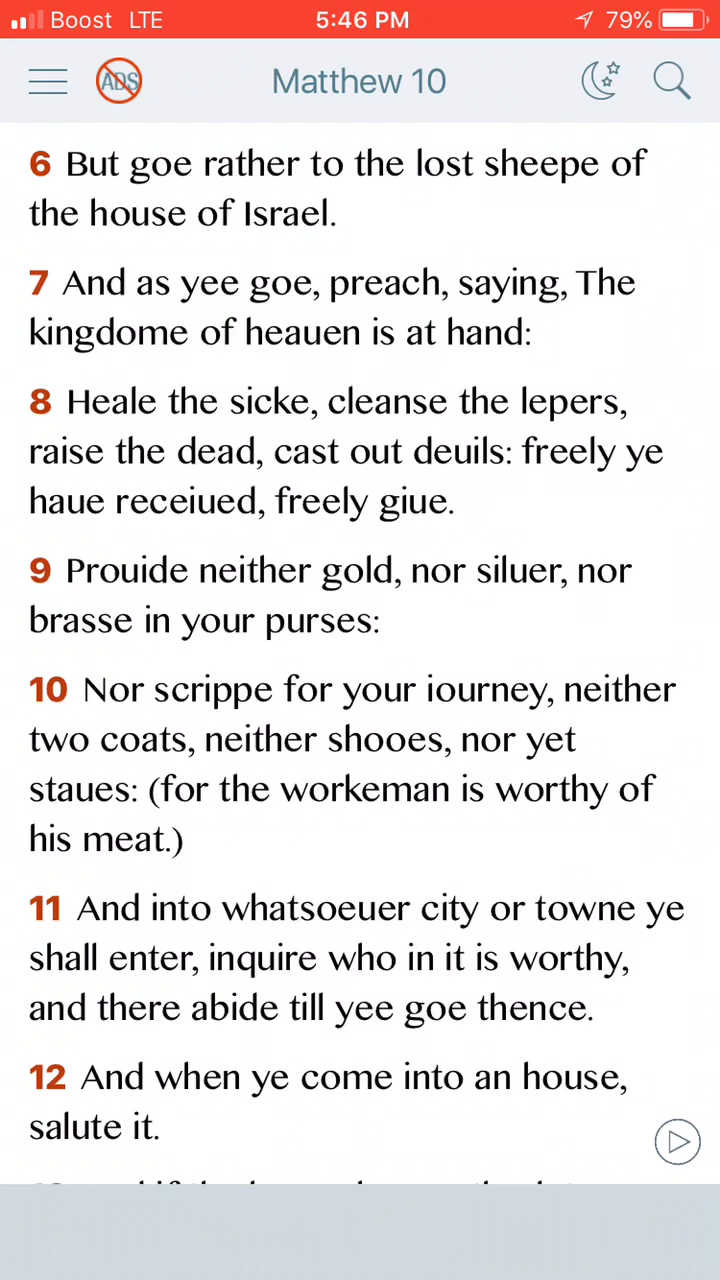 Boost LTE 5:46 PM 79%
ADS Matthew 10
6 But goe rather to the lost sheepe of
the house of Israel.
7 And as yee goe, preach, saying, The
kingdome of heauen is at hand:
8 Heale the sicke, cleanse the lepers,
raise the dead, cast out deuils: freely ye
haue receiued, freely giue.
9 Prouide neither gold, nor siluer, nor
brasse in your purses:
10 Nor scrippe for your iourney, neither
two coats, neither shooes, nor yet
staues: (for the workeman is worthy of
his meat.)
11 And into whatsoeuer city or towne ye
shall enter, inquire who in it is worthy,
and there abide till yee goe thence.
12 And when ye come into an house,
salute it.